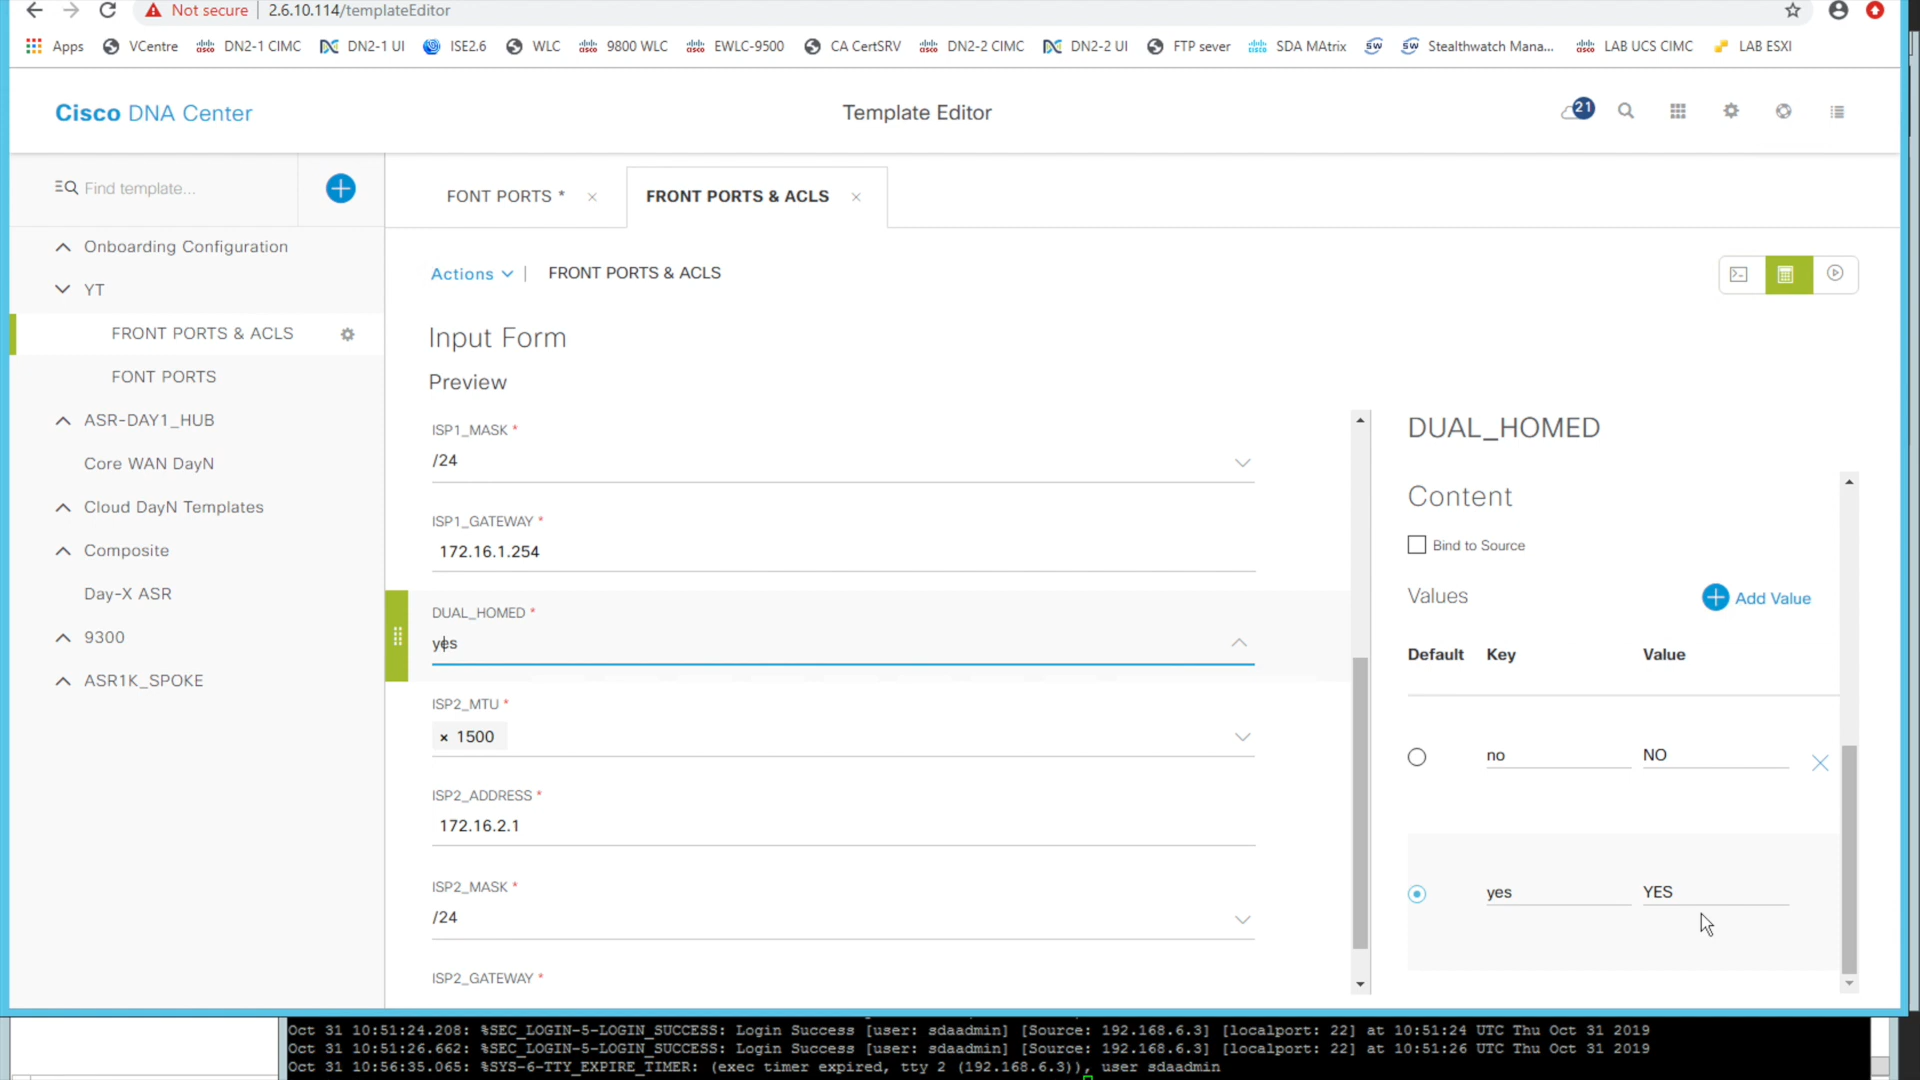 Not secure | 2.6.10.114/templateEditor
Apps VCentre DN2-1 CIMC DN2-1 UI ISE2.6 WLC 9800 WLC EWLC-9500 CA CertSRV DN2-2 CIMC DN2-2 UI FTP sever SDA MAtrix Stealthwatch Mana... LAB UCS CIMC LAB ESXI
Cisco DNA Center
Template Editor
21
Find template...
FONT PORTS *
FRONT PORTS & ACLS
Onboarding Configuration
YT
FRONT PORTS & ACLS
FONT PORTS
ASR-DAY1_HUB
Core WAN DayN
Cloud DayN Templates
Composite
Day-X ASR
9300
ASR1K_SPOKE
Actions | FRONT PORTS & ACLS
Input Form
Preview
ISP1_MASK *
/24
ISP1_GATEWAY *
172.16.1.254
DUAL_HOMED *
yes
ISP2_MTU *
× 1500
ISP2_ADDRESS *
172.16.2.1
ISP2_MASK *
/24
ISP2_GATEWAY *
DUAL_HOMED
Content
Bind to Source
Values
Add Value
Default Key Value
no NO
yes YES
Oct 31 10:51:24.208: %SEC_LOGIN-5-LOGIN_SUCCESS: Login Success [user: sdaadmin] [Source: 192.168.6.3] [localport: 22] at 10:51:24 UTC Thu Oct 31 2019
Oct 31 10:51:26.662: %SEC_LOGIN-5-LOGIN_SUCCESS: Login Success [user: sdaadmin] [Source: 192.168.6.3] [localport: 22] at 10:51:26 UTC Thu Oct 31 2019
Oct 31 10:56:35.065: %SYS-6-TTY_EXPIRE_TIMER: (exec timer expired, tty 2 (192.168.6.3)), user sdaadmin